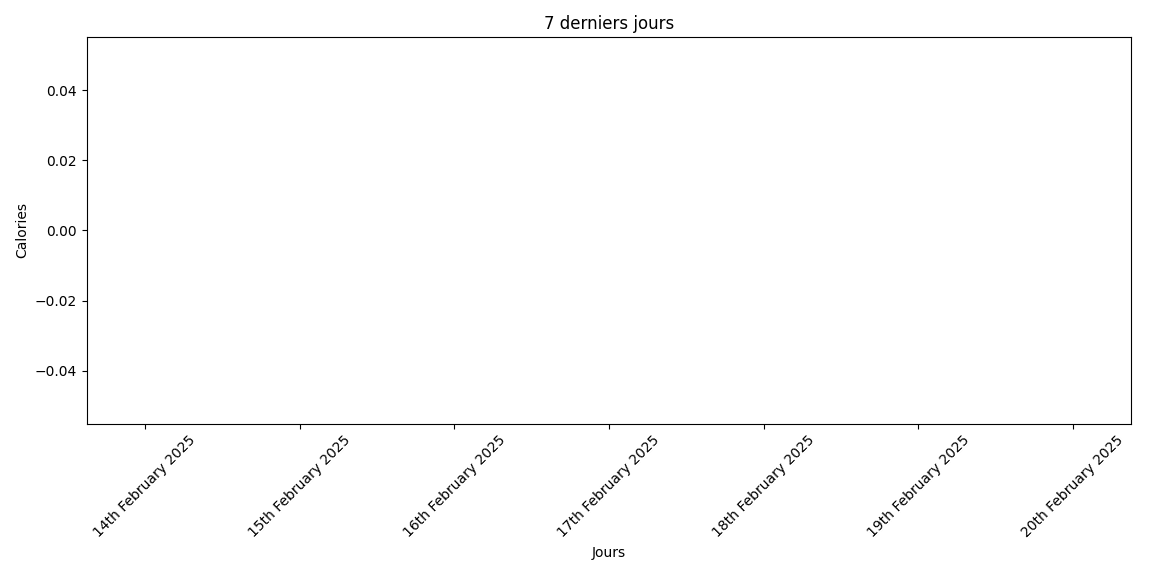 7 derniers jours
Calories
0.04
0.02
0.00
−0.02
−0.04
14th February 2025
15th February 2025
16th February 2025
17th February 2025
18th February 2025
19th February 2025
20th February 2025
Jours